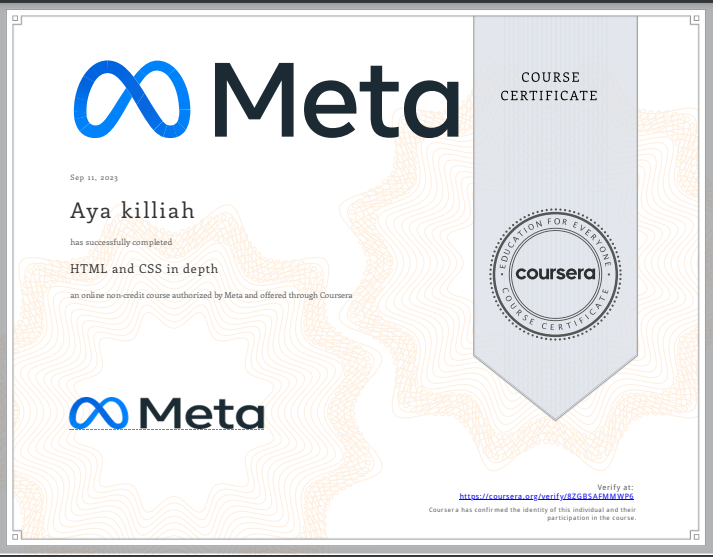 Meta
COURSE
CERTIFICATE
Sep 11, 2023
Aya killiah
has successfully completed
HTML and CSS in depth
an online non-credit course authorized by Meta and offered through Coursera
EDUCATION FOR EVERYONE
coursera
COURSE CERTIFICATE
Meta
Verify at:
https://coursera.org/verify/8ZGBSAFMMWP6
Coursera has confirmed the identity of this individual and their
participation in the course.